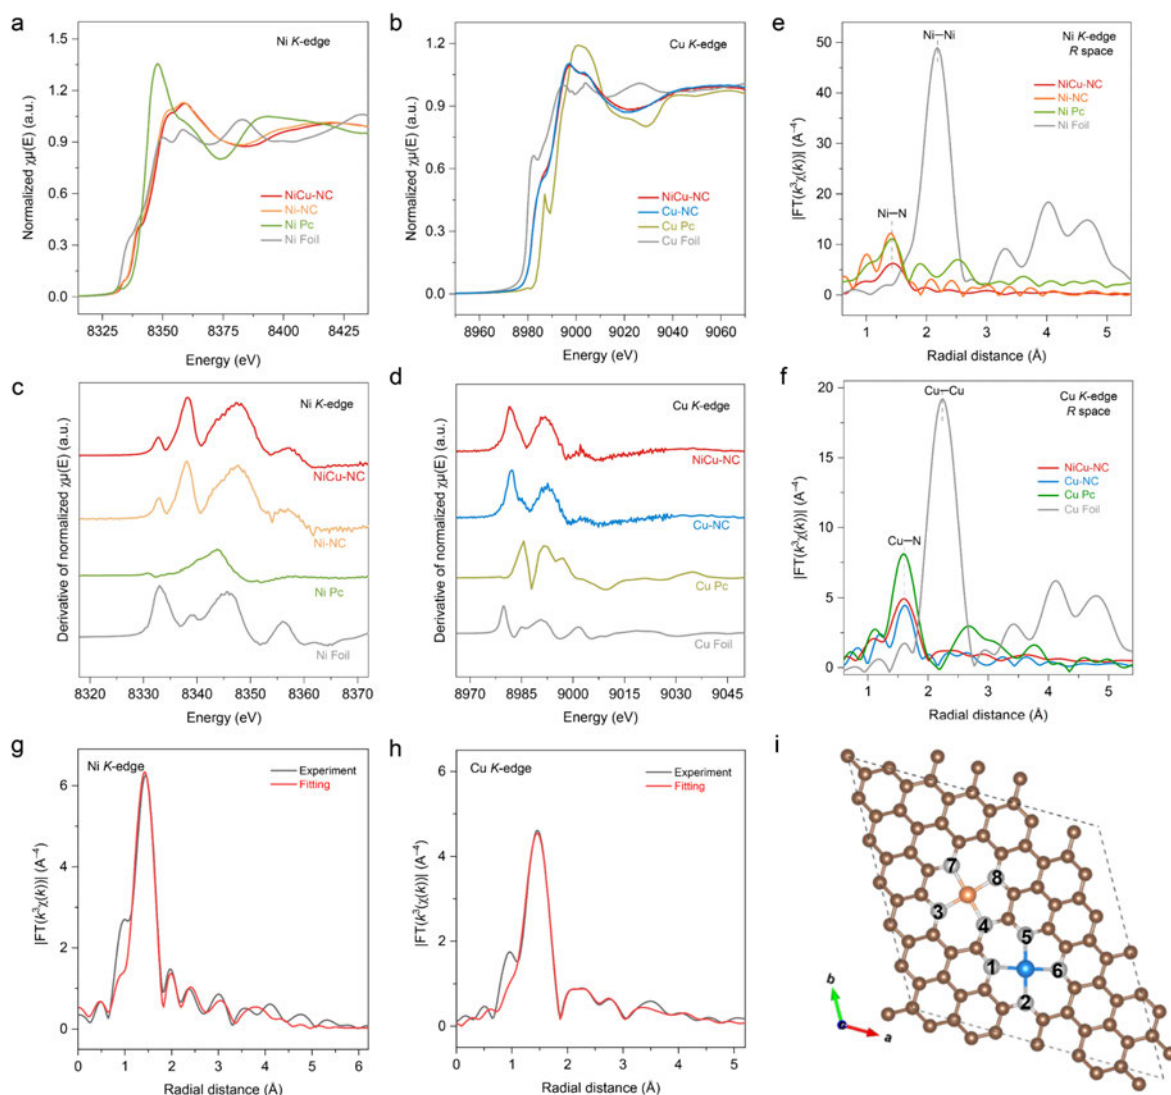 a
Ni K-edge
Normalized χμ(E) (a.u.)
1.5
1.2
0.9
0.6
0.3
0.0
NiCu-NC
Ni-NC
Ni Pc
Ni Foil
8325 8350 8375 8400 8425
Energy (eV)
b
Cu K-edge
Normalized χμ(E) (a.u.)
1.2
0.9
0.6
0.3
0.0
NiCu-NC
Cu-NC
Cu Pc
Cu Foil
8960 8980 9000 9020 9040 9060
Energy (eV)
e
Ni K-edge
R space
|FT(k³χ(k))| (A⁻⁴)
50
40
30
20
10
0
Ni–Ni
Ni–N
NiCu-NC
Ni-NC
Ni Pc
Ni Foil
1 2 3 4 5
Radial distance (Å)
c
Ni K-edge
Derivative of normalized χμ(E) (a.u.)
NiCu-NC
Ni-NC
Ni Pc
Ni Foil
8320 8330 8340 8350 8360 8370
Energy (eV)
d
Cu K-edge
Derivative of normalized χμ(E) (a.u.)
NiCu-NC
Cu-NC
Cu Pc
Cu Foil
8970 8985 9000 9015 9030 9045
Energy (eV)
f
Cu K-edge
R space
|FT(k³χ(k))| (A⁻⁴)
20
15
10
5
0
Cu–Cu
Cu–N
NiCu-NC
Cu-NC
Cu Pc
Cu Foil
1 2 3 4 5
Radial distance (Å)
g
Ni K-edge
Experiment
Fitting
|FT(k³χ(k))| (A⁻⁴)
6
4
2
0
0 1 2 3 4 5 6
Radial distance (Å)
h
Cu K-edge
Experiment
Fitting
|FT(k³(χ(k))| (A⁻⁴)
6
4
2
0
0 1 2 3 4 5
Radial distance (Å)
i
7
8
3
4
5
1
6
2
b
a